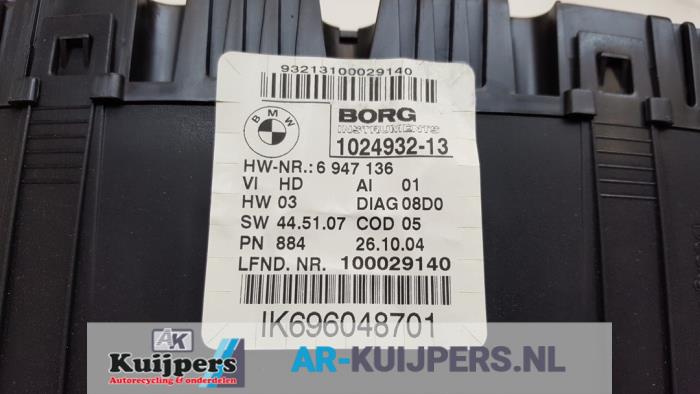 93213100029140
BMW
BORG
INSTRUMENTS
1024932-13
HW-NR.:6 947 136
VI HD AI 01
HW 03 DIAG 08D0
SW 44.51.07 COD 05
PN 884 26.10.04
LFND. NR. 100029140
IK696048701
AK
Kuijpers
Autorecycling & onderdelen
AR-KUIJPERS.NL